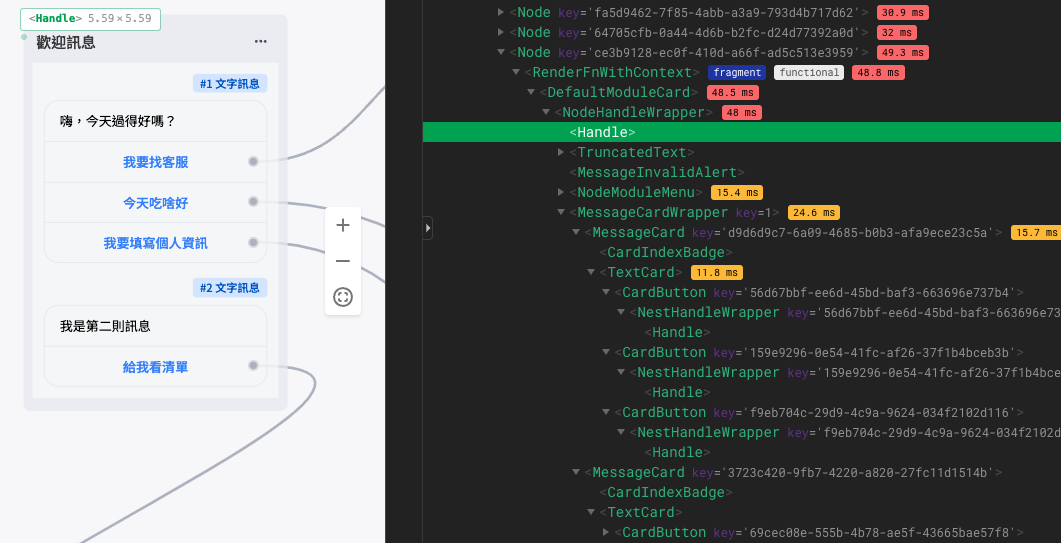 <Handle> 5.59 × 5.59
歡迎訊息
#1 文字訊息
嗨，今天過得好嗎？
我要找客服
今天吃啥好
我要填寫個人資訊
#2 文字訊息
我是第二則訊息
給我看清單
<Node key='fa5d9462-7f85-4abb-a3a9-793d4b717d62'> 30.9 ms
<Node key='64705cfb-0a44-4d6b-b2fc-d24d77392a0d'> 32 ms
<Node key='ce3b9128-ec0f-410d-a66f-ad5c513e3959'> 49.3 ms
<RenderFnWithContext> fragment functional 48.8 ms
<DefaultModuleCard> 48.5 ms
<NodeHandleWrapper> 48 ms
<Handle>
<TruncatedText>
<MessageInvalidAlert>
<NodeModuleMenu> 15.4 ms
<MessageCardWrapper key=1> 24.6 ms
<MessageCard key='d9d6d9c7-6a09-4685-b0b3-afa9ece23c5a'> 15.7 ms
<CardIndexBadge>
<TextCard> 11.8 ms
<CardButton key='56d67bbf-ee6d-45bd-baf3-663696e737b4'>
<NestHandleWrapper key='56d67bbf-ee6d-45bd-baf3-663696e73
<Handle>
<CardButton key='159e9296-0e54-41fc-af26-37f1b4bceb3b'>
<NestHandleWrapper key='159e9296-0e54-41fc-af26-37f1b4bce
<Handle>
<CardButton key='f9eb704c-29d9-4c9a-9624-034f2102d116'>
<NestHandleWrapper key='f9eb704c-29d9-4c9a-9624-034f2102d
<Handle>
<MessageCard key='3723c420-9fb7-4220-a820-27fc11d1514b'>
<CardIndexBadge>
<TextCard>
<CardButton key='69cec08e-555b-4b78-ae5f-43665bae57f8'>